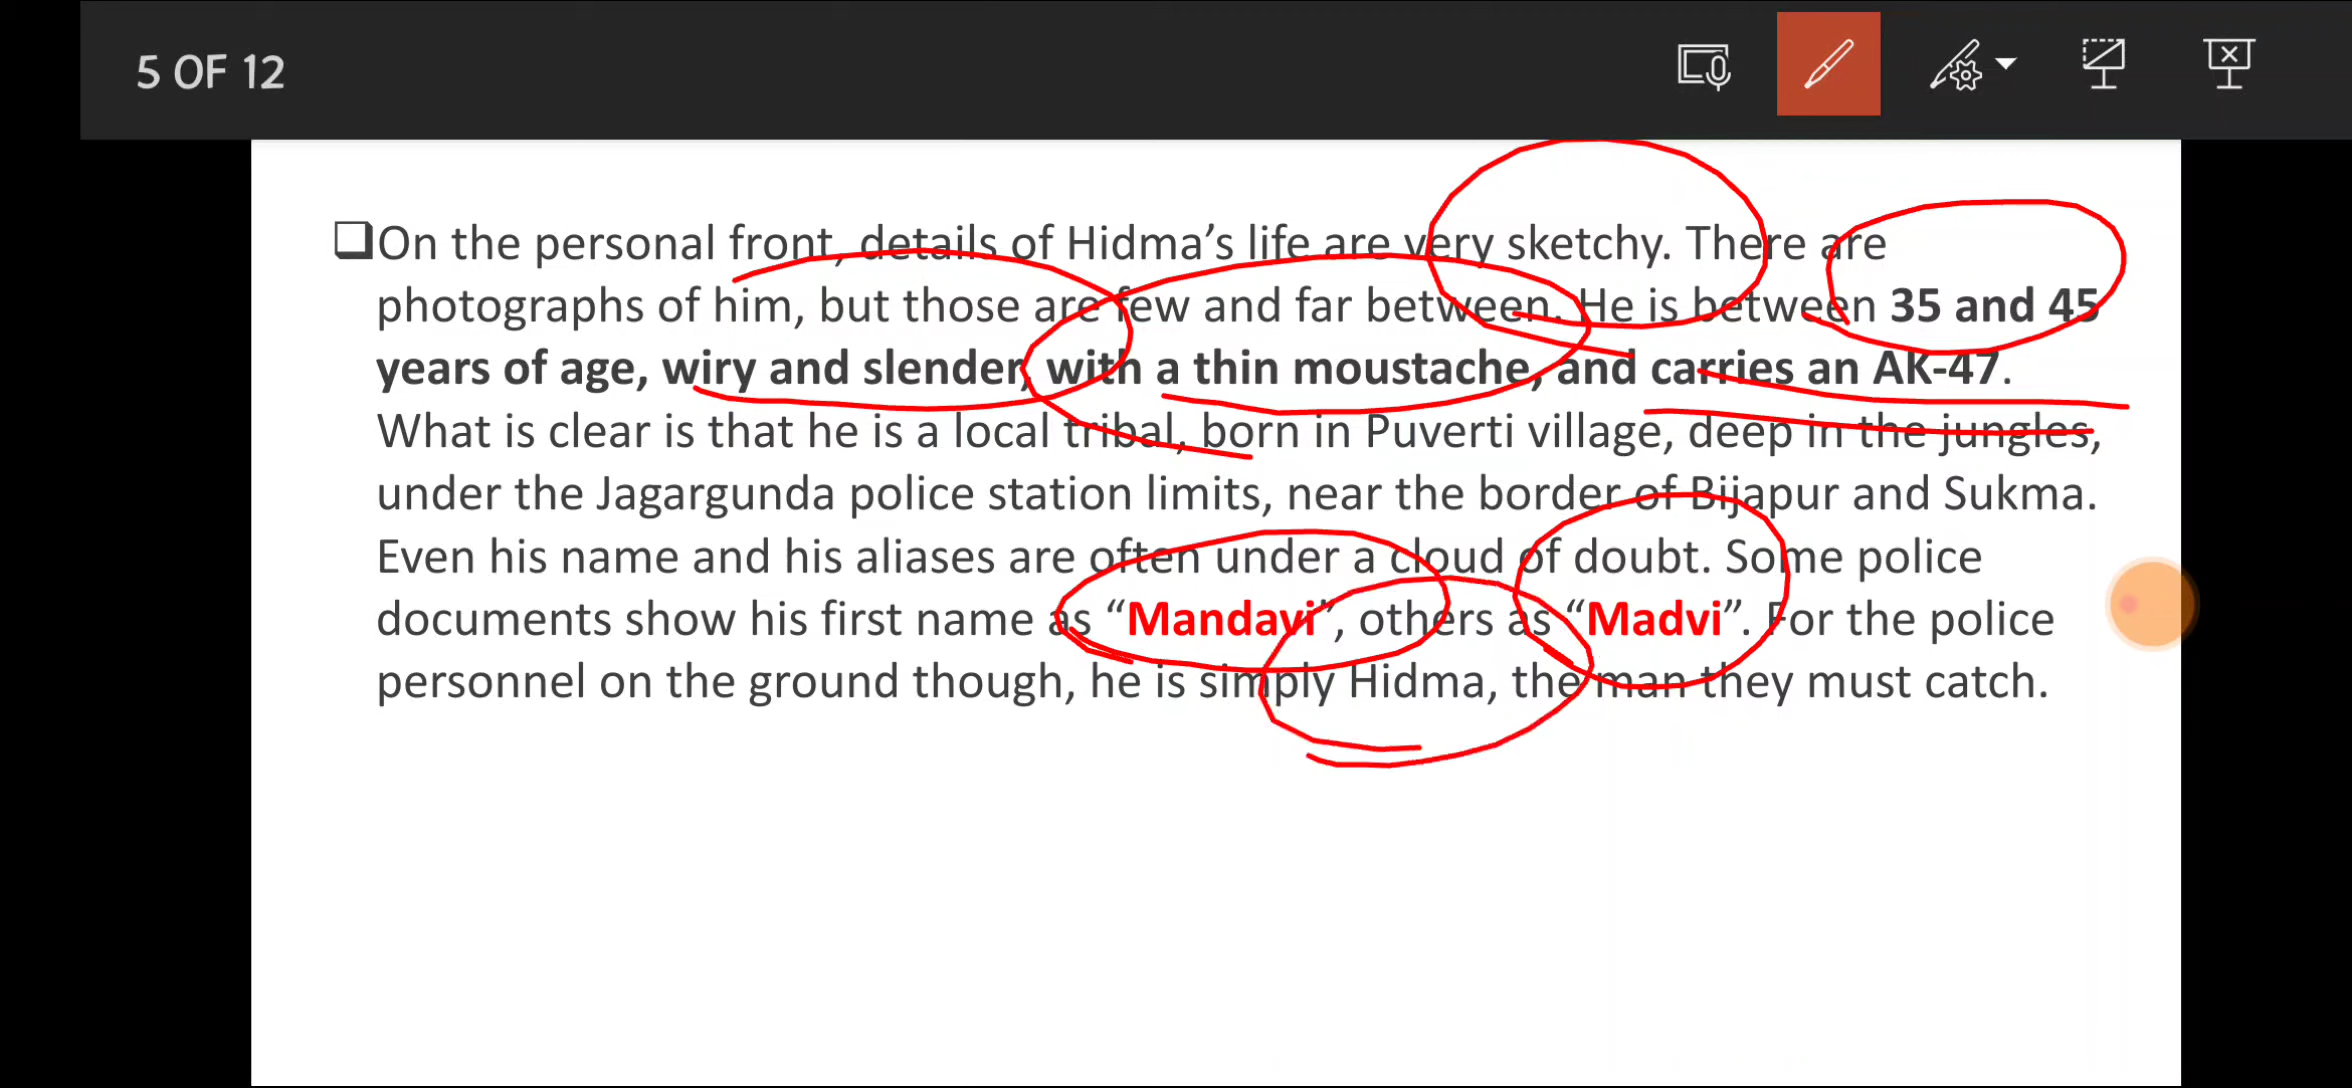 5 OF 12
❑On the personal front, details of Hidma’s life are very sketchy. There are
photographs of him, but those are few and far between. He is between 35 and 45
years of age, wiry and slender, with a thin moustache, and carries an AK-47.
What is clear is that he is a local tribal, born in Puverti village, deep in the jungles,
under the Jagargunda police station limits, near the border of Bijapur and Sukma.
Even his name and his aliases are often under a cloud of doubt. Some police
documents show his first name as “Mandavi”, others as “Madvi”. For the police
personnel on the ground though, he is simply Hidma, the man they must catch.